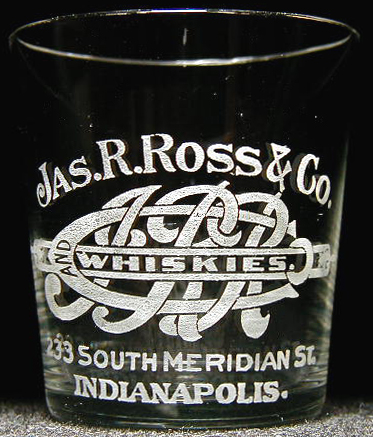 JAS. R. ROSS & CO.
AND
WHISKIES.
233 SOUTH MERIDIAN ST.
INDIANAPOLIS.